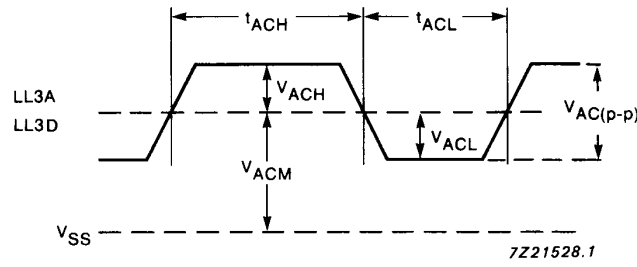 tACH tACL
LL3A
LL3D
VACH
VAC(p-p)
VACL
VACM
VSS
7Z21528.1